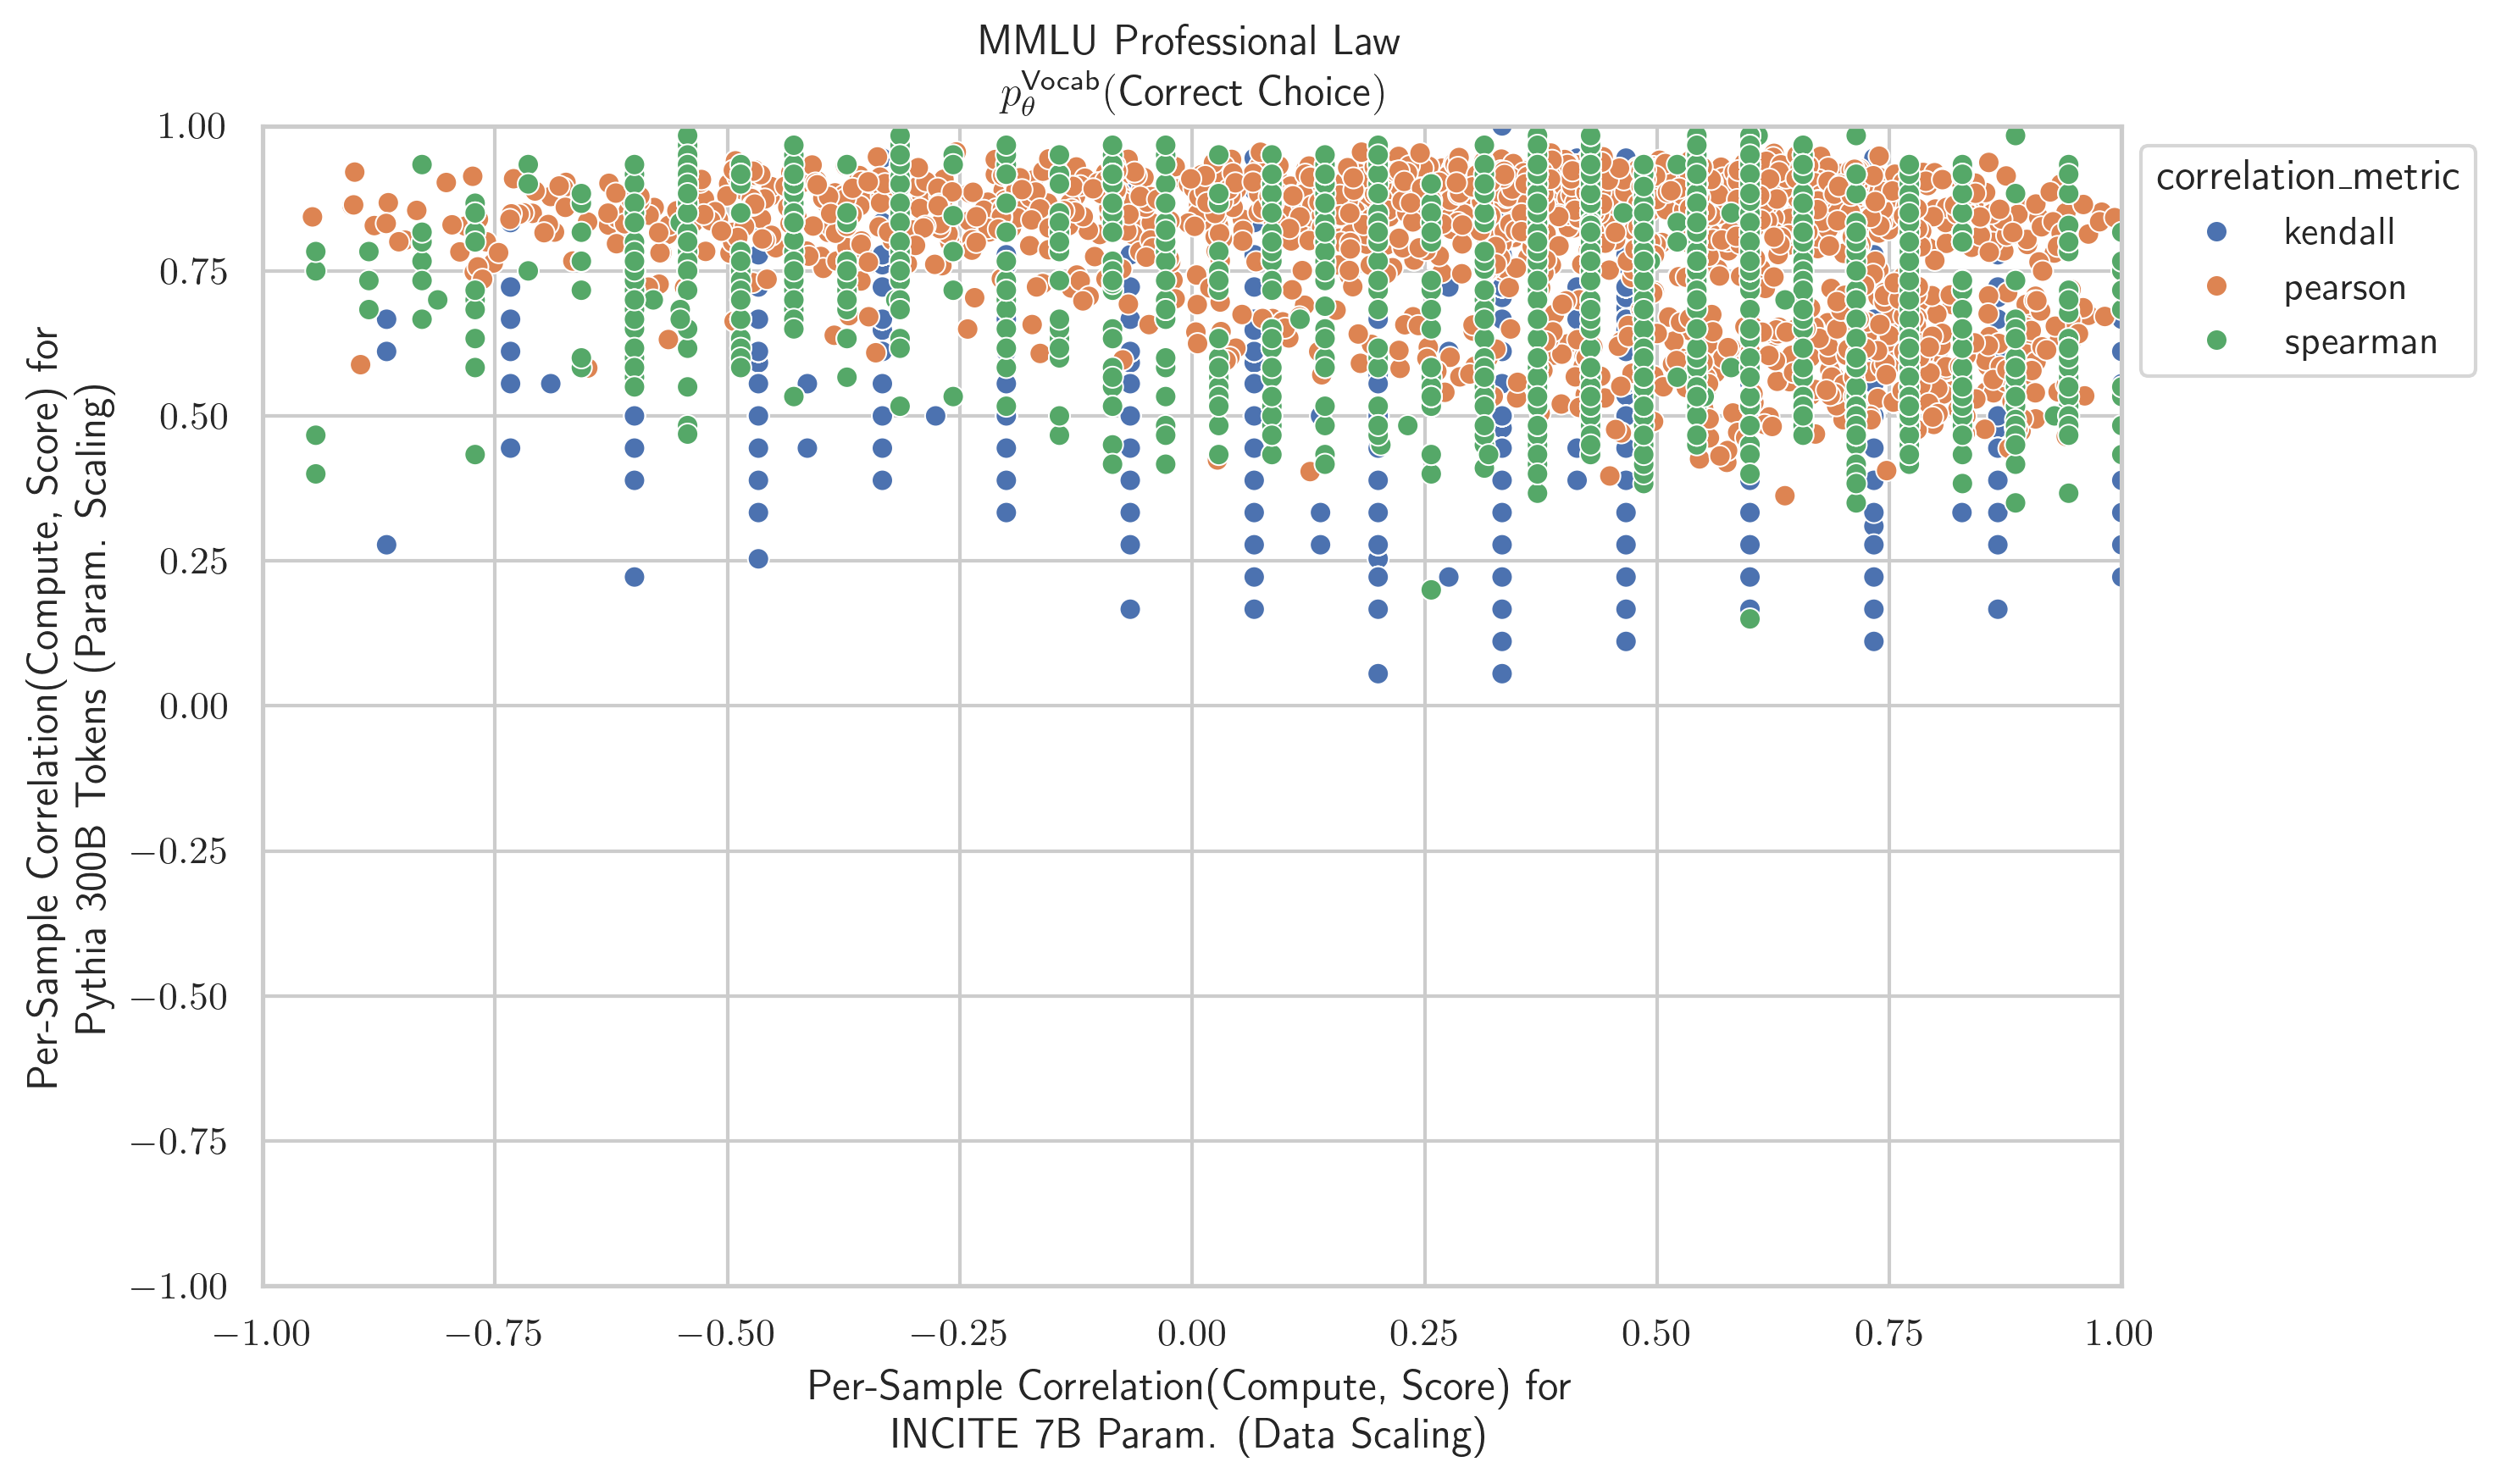 MMLU Professional Law
p_θ^Vocab(Correct Choice)
Per-Sample Correlation(Compute, Score) for
Pythia 300B Tokens (Param. Scaling)
1.00
0.75
0.50
0.25
0.00
−0.25
−0.50
−0.75
−1.00
−1.00 −0.75 −0.50 −0.25 0.00 0.25 0.50 0.75 1.00
Per-Sample Correlation(Compute, Score) for
INCITE 7B Param. (Data Scaling)
correlation_metric
kendall
pearson
spearman